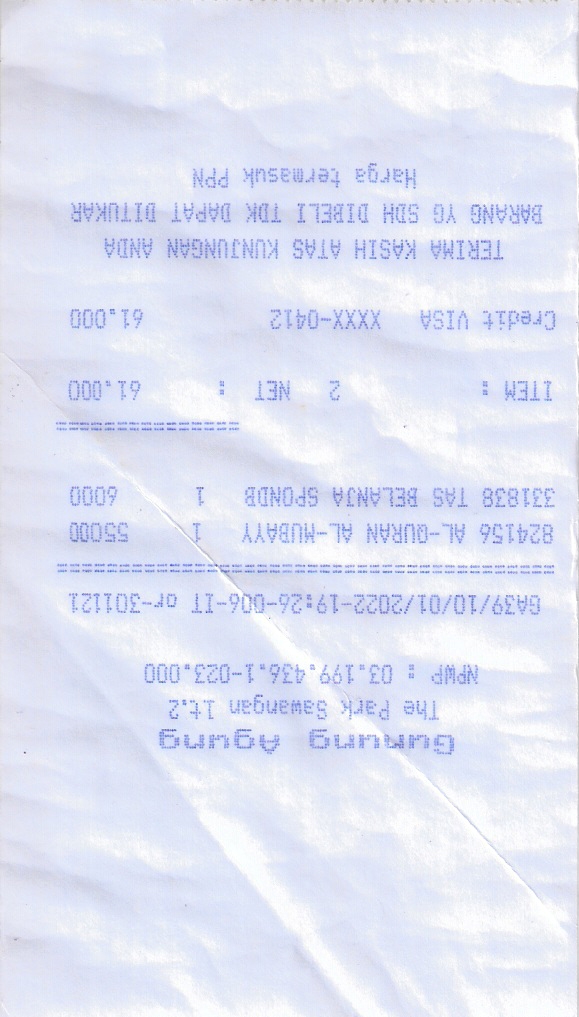 Gunung Agung
The Park Sawangan lt.2
NPWP : 03.199.436.1-023.000
GA39/10/01/2022-19:26-006-IT ar-301121
824156 AL-QURAN AL-MUBAYY 1 55000
331838 TAS BELANJA SPONDB 1 6000
ITEM : 2 NET : 61.000
Credit VISA XXXX-0412 61.000
TERIMA KASIH ATAS KUNJUNGAN ANDA
BARANG YG SDH DIBELI TDK DAPAT DITUKAR
Harga termasuk PPN